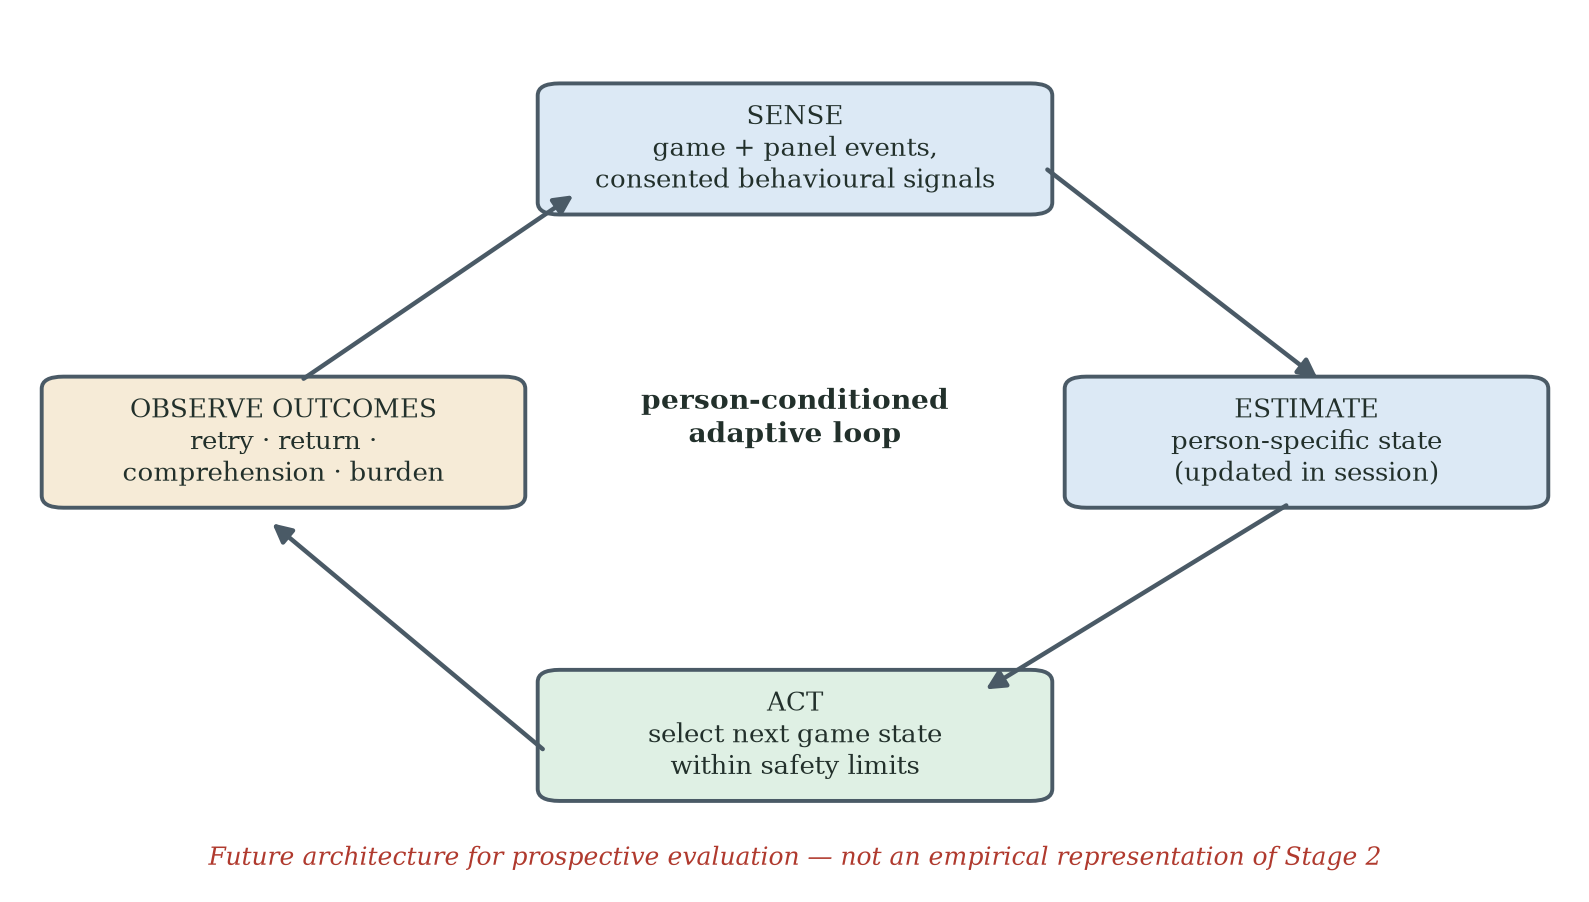 SENSE
game + panel events,
consented behavioural signals
OBSERVE OUTCOMES
retry · return ·
comprehension · burden
person-conditioned
adaptive loop
ESTIMATE
person-specific state
(updated in session)
ACT
select next game state
within safety limits
Future architecture for prospective evaluation — not an empirical representation of Stage 2